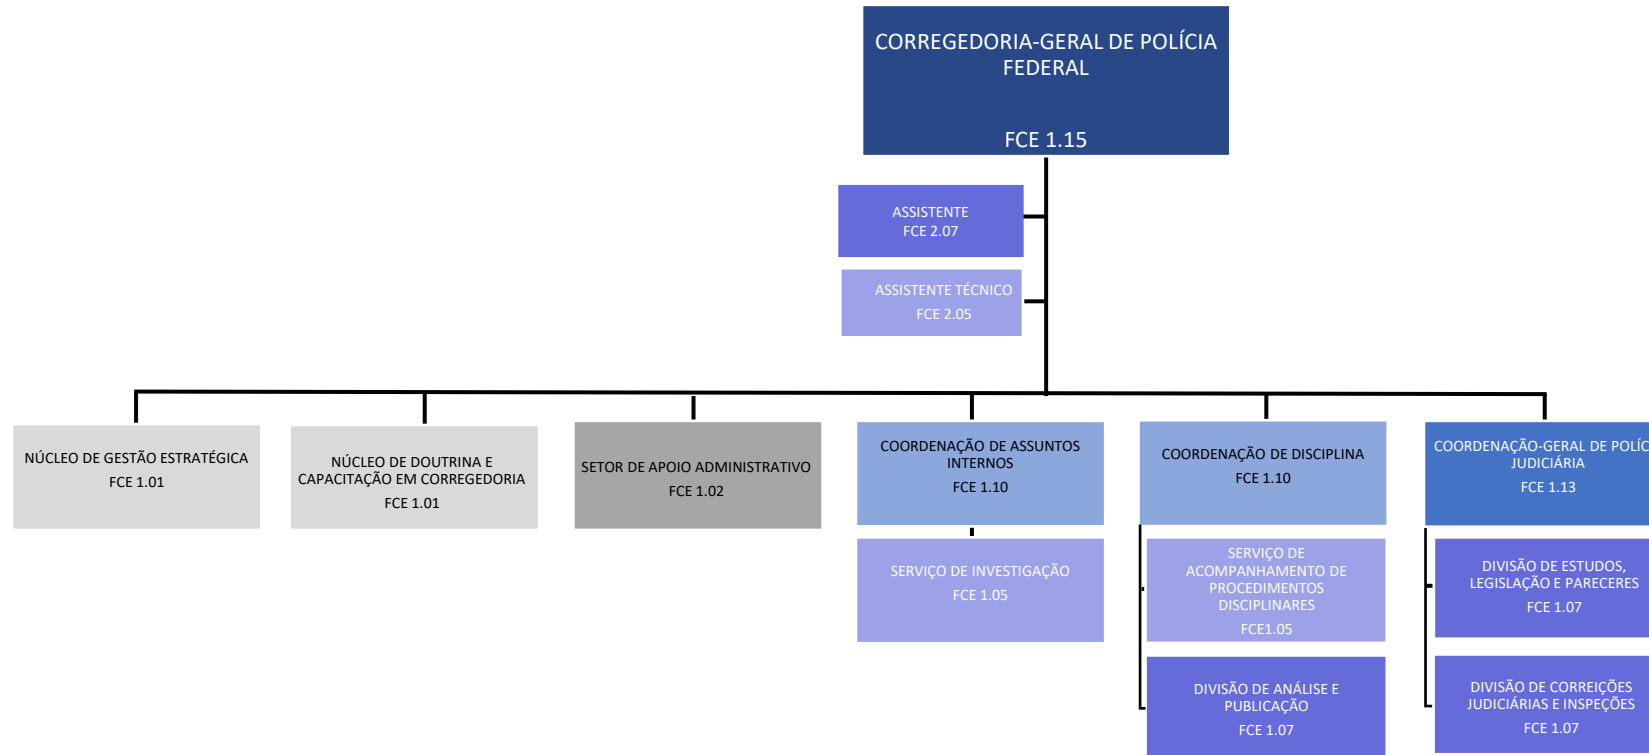 CORREGEDORIA-GERAL DE POLÍCIA
FEDERAL
FCE 1.15
ASSISTENTE
FCE 2.07
ASSISTENTE TÉCNICO
FCE 2.05
NÚCLEO DE GESTÃO ESTRATÉGICA
FCE 1.01
NÚCLEO DE DOUTRINA E
CAPACITAÇÃO EM CORREGEDORIA
FCE 1.01
SETOR DE APOIO ADMINISTRATIVO
FCE 1.02
COORDENAÇÃO DE ASSUNTOS
INTERNOS
FCE 1.10
COORDENAÇÃO DE DISCIPLINA
FCE 1.10
COORDENAÇÃO-GERAL DE POLÍC
JUDICIÁRIA
FCE 1.13
SERVIÇO DE INVESTIGAÇÃO
FCE 1.05
SERVIÇO DE
ACOMPANHAMENTO DE
PROCEDIMENTOS
DISCIPLINARES
FCE1.05
DIVISÃO DE ESTUDOS,
LEGISLAÇÃO E PARECERES
FCE 1.07
DIVISÃO DE ANÁLISE E
PUBLICAÇÃO
FCE 1.07
DIVISÃO DE CORREIÇÕES
JUDICIÁRIAS E INSPEÇÕES
FCE 1.07